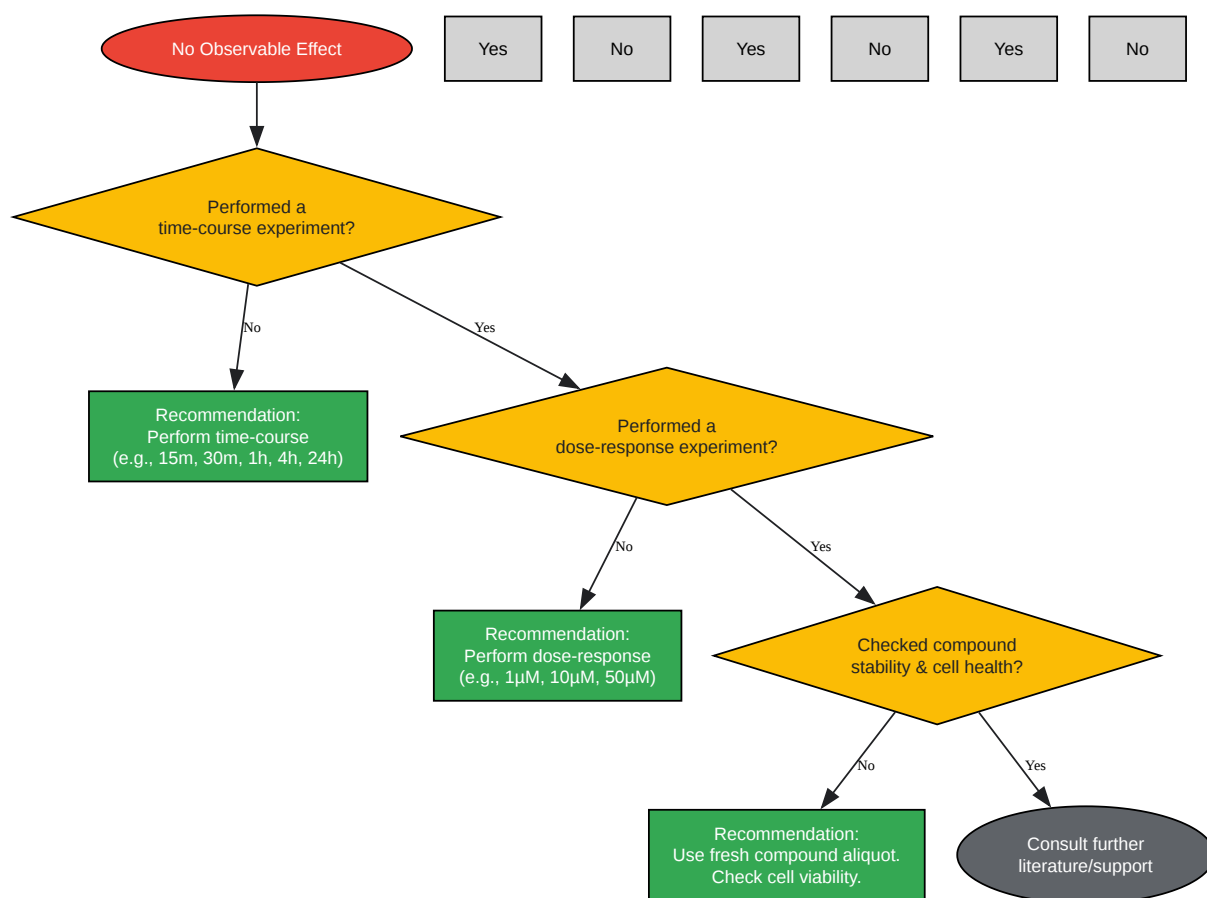 No Observable Effect
Yes
No
Yes
No
Yes
No
Performed a
time-course experiment?
No
Yes
Recommendation:
Perform time-course
(e.g., 15m, 30m, 1h, 4h, 24h)
Performed a
dose-response experiment?
No
Yes
Recommendation:
Perform dose-response
(e.g., 1µM, 10µM, 50µM)
Checked compound
stability & cell health?
No
Yes
Recommendation:
Use fresh compound aliquot.
Check cell viability.
Consult further
literature/support